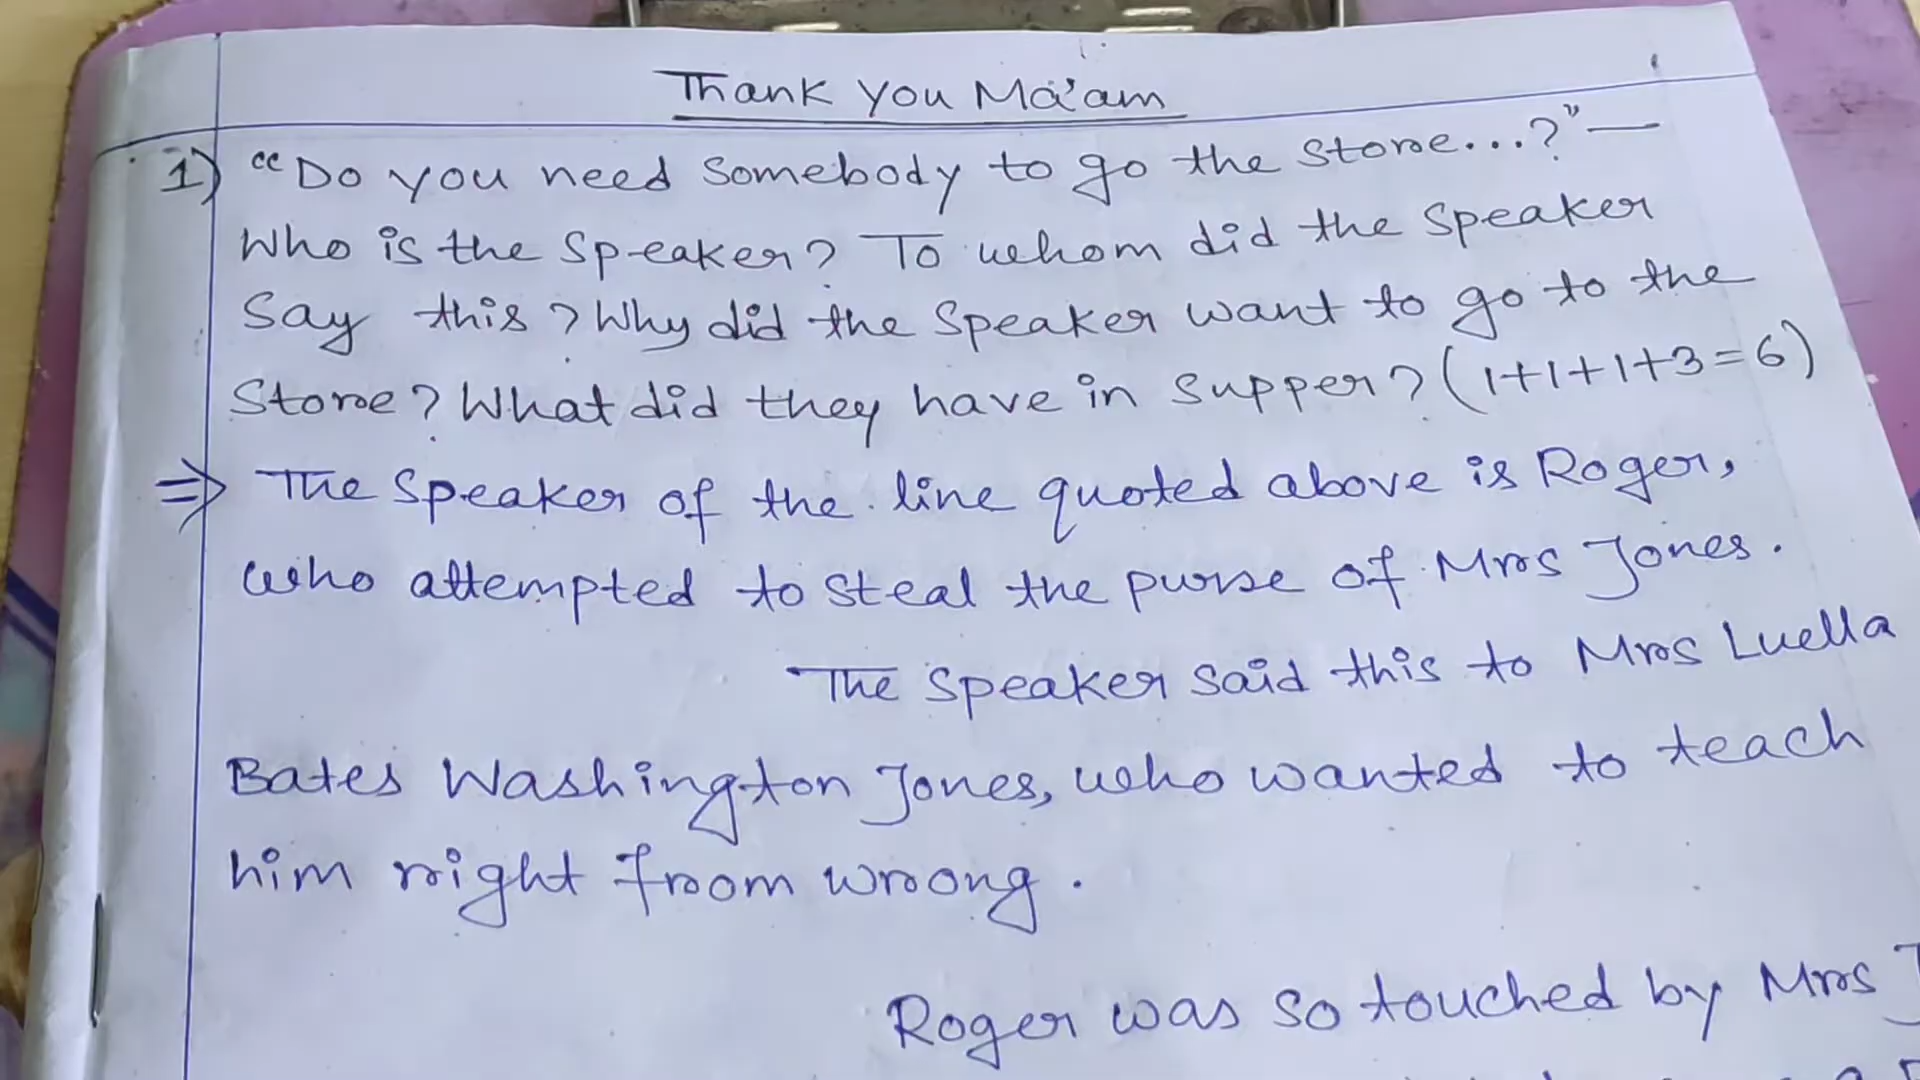 Thank You Ma'am
1) "Do you need somebody to go the store...?" —
Who is the speaker? To whom did the speaker
say this? Why did the speaker want to go to the
store? What did they have in supper? (1+1+1+3=6)
⇒ The speaker of the line quoted above is Roger,
who attempted to steal the purse of Mrs Jones.
The speaker said this to Mrs Luella
Bates Washington Jones, who wanted to teach
him right from wrong.
Roger was so touched by Mrs